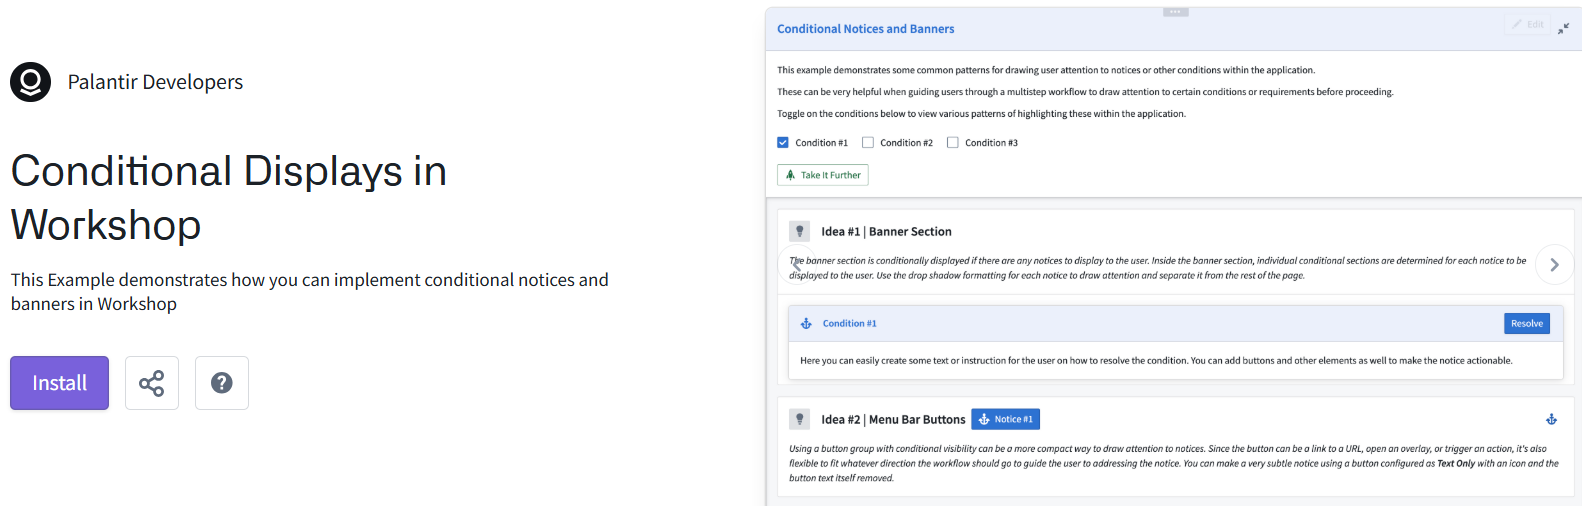 Palantir Developers
Conditional Displays in
Workshop
This Example demonstrates how you can implement conditional notices and
banners in Workshop
Install
Conditional Notices and Banners
Edit
This example demonstrates some common patterns for drawing user attention to notices or other conditions within the application.
These can be very helpful when guiding users through a multistep workflow to draw attention to certain conditions or requirements before proceeding.
Toggle on the conditions below to view various patterns of highlighting these within the application.
Condition #1 Condition #2 Condition #3
Take It Further
Idea #1 | Banner Section
The banner section is conditionally displayed if there are any notices to display to the user. Inside the banner section, individual conditional sections are determined for each notice to be
displayed to the user. Use the drop shadow formatting for each notice to draw attention and separate it from the rest of the page.
Condition #1
Resolve
Here you can easily create some text or instruction for the user on how to resolve the condition. You can add buttons and other elements as well to make the notice actionable.
Idea #2 | Menu Bar Buttons Notice #1
Using a button group with conditional visibility can be a more compact way to draw attention to notices. Since the button can be a link to a URL, open an overlay, or trigger an action, it's also
flexible to fit whatever direction the workflow should go to guide the user to addressing the notice. You can make a very subtle notice using a button configured as Text Only with an icon and the
button text itself removed.